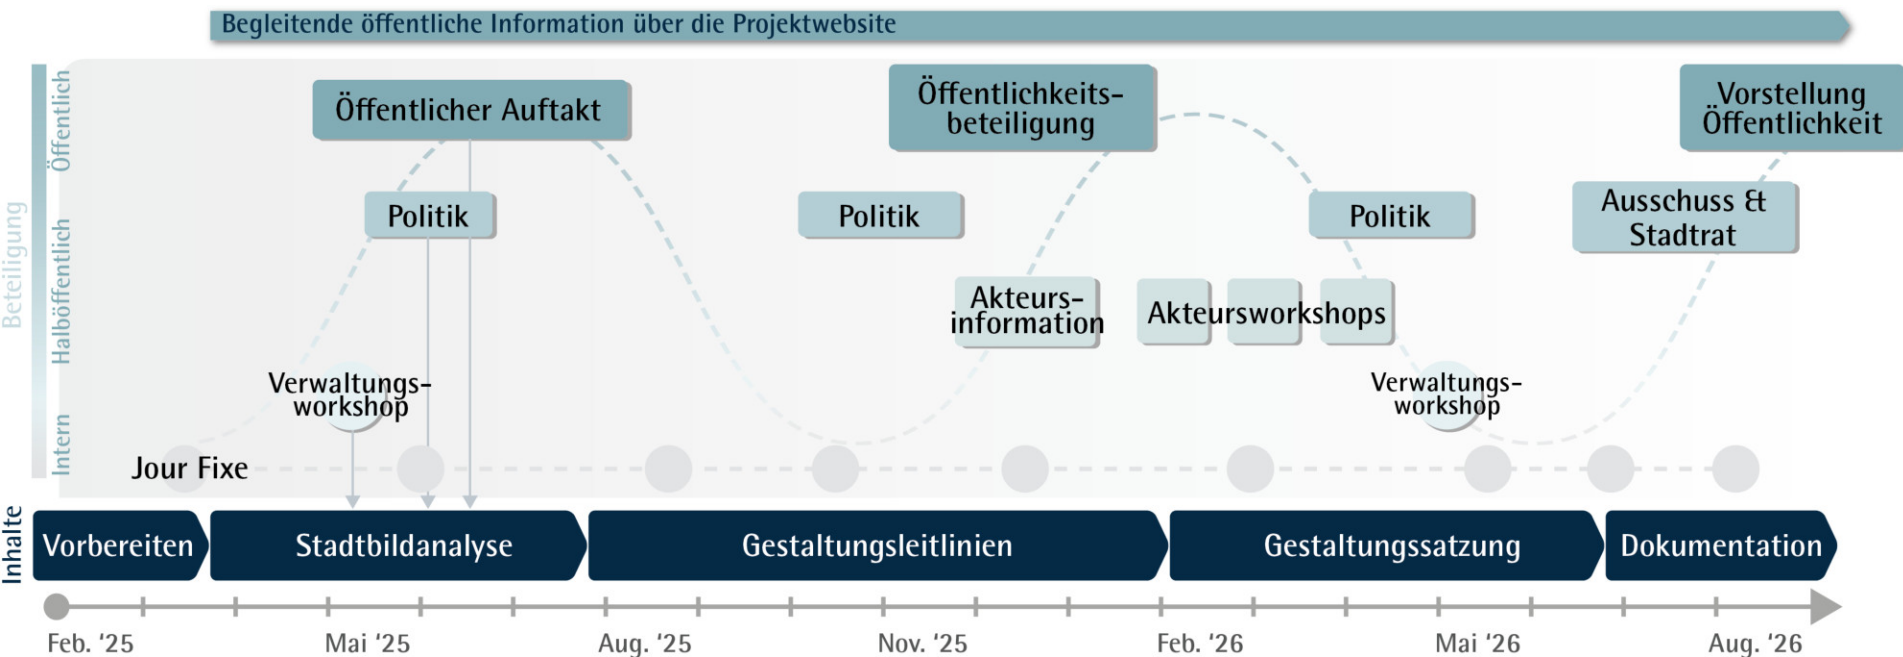 Begleitende öffentliche Information über die Projektwebsite
Beteiligung
Öffentlich
Halböffentlich
Intern
Öffentlicher Auftakt
Öffentlichkeits-
beteiligung
Vorstellung
Öffentlichkeit
Politik
Politik
Politik
Ausschuss &
Stadtrat
Akteurs-
information
Akteursworkshops
Verwaltungs-
workshop
Verwaltungs-
workshop
Jour Fixe
Inhalte
Vorbereiten
Stadtbildanalyse
Gestaltungsleitlinien
Gestaltungssatzung
Dokumentation
Feb. '25
Mai '25
Aug. '25
Nov. '25
Feb. '26
Mai '26
Aug. '26